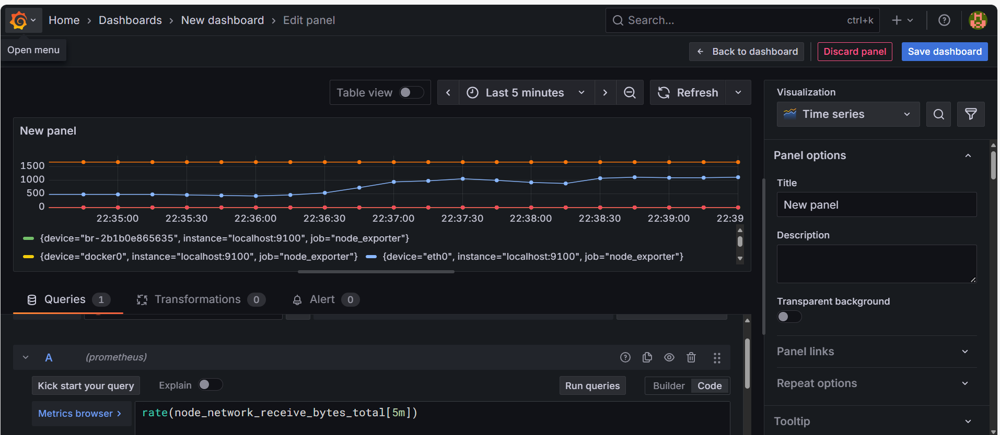 Home › Dashboards › New dashboard › Edit panel
Search...
ctrl+k
Open menu
Back to dashboard
Discard panel
Save dashboard
Table view
Last 5 minutes
Refresh
Visualization
Time series
New panel
1500
1000
500
0
22:35:00 22:35:30 22:36:00 22:36:30 22:37:00 22:37:30 22:38:00 22:38:30 22:39:00 22:39
{device="br-2b1b0e865635", instance="localhost:9100", job="node_exporter"}
{device="docker0", instance="localhost:9100", job="node_exporter"} {device="eth0", instance="localhost:9100", job="node_exporter"}
Panel options
Title
New panel
Description
Transparent background
Panel links
Repeat options
Tooltip
Queries 1
Transformations 0
Alert 0
A (prometheus)
Kick start your query
Explain
Run queries
Builder Code
Metrics browser >
rate(node_network_receive_bytes_total[5m])